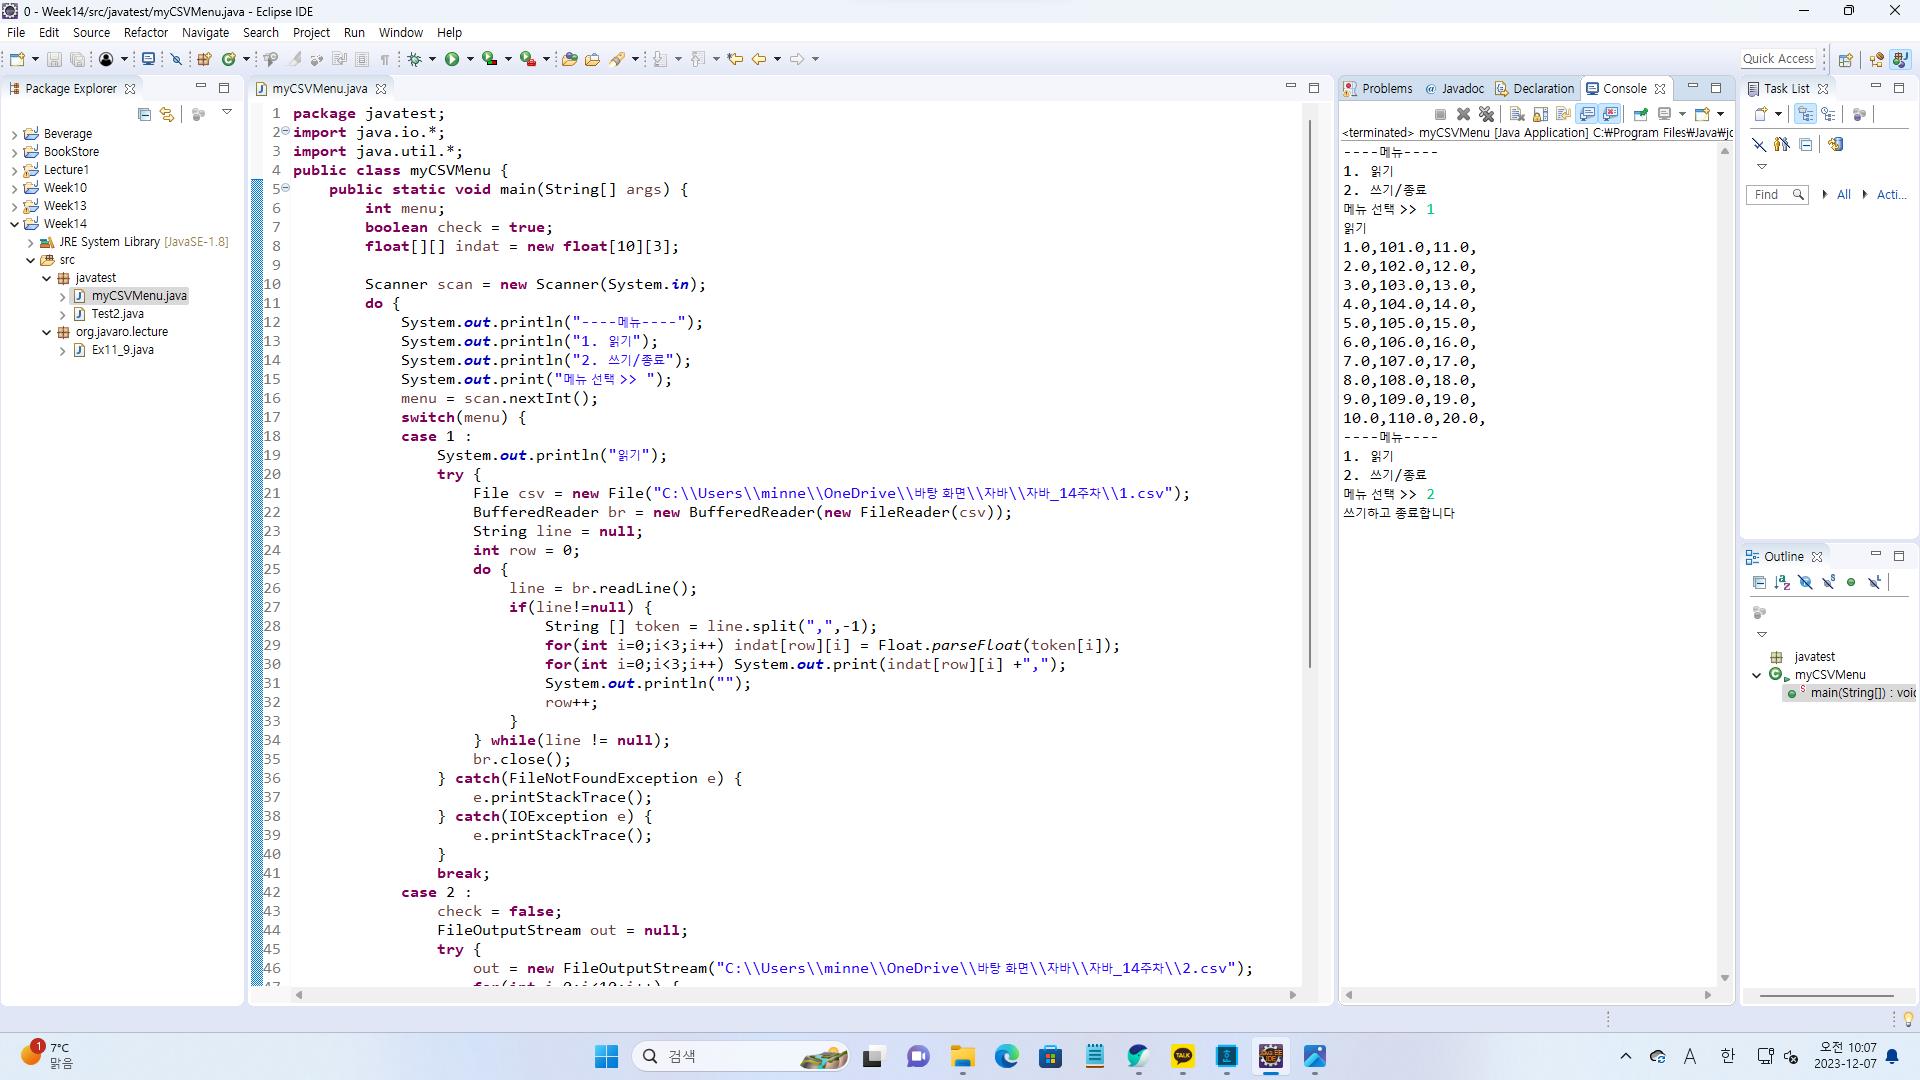 0 - Week14/src/javatest/myCSVMenu.java - Eclipse IDE
File Edit Source Refactor Navigate Search Project Run Window Help
Quick Access
Package Explorer
Beverage
BookStore
Lecture1
Week10
Week13
Week14
JRE System Library [JavaSE-1.8]
src
javatest
myCSVMenu.java
Test2.java
org.javaro.lecture
Ex11_9.java
myCSVMenu.java
1 package javatest;
2 import java.io.*;
3 import java.util.*;
4 public class myCSVMenu {
5 public static void main(String[] args) {
6 int menu;
7 boolean check = true;
8 float[][] indat = new float[10][3];
9
10 Scanner scan = new Scanner(System.in);
11 do {
12 System.out.println("----메뉴----");
13 System.out.println("1. 읽기");
14 System.out.println("2. 쓰기/종료");
15 System.out.print("메뉴 선택 >> ");
16 menu = scan.nextInt();
17 switch(menu) {
18 case 1 :
19 System.out.println("읽기");
20 try {
21 File csv = new File("C:\\Users\\minne\\OneDrive\\바탕 화면\\자바\\자바_14주차\\1.csv");
22 BufferedReader br = new BufferedReader(new FileReader(csv));
23 String line = null;
24 int row = 0;
25 do {
26 line = br.readLine();
27 if(line!=null) {
28 String [] token = line.split(",",-1);
29 for(int i=0;i<3;i++) indat[row][i] = Float.parseFloat(token[i]);
30 for(int i=0;i<3;i++) System.out.print(indat[row][i] +",");
31 System.out.println("");
32 row++;
33 }
34 } while(line != null);
35 br.close();
36 } catch(FileNotFoundException e) {
37 e.printStackTrace();
38 } catch(IOException e) {
39 e.printStackTrace();
40 }
41 break;
42 case 2 :
43 check = false;
44 FileOutputStream out = null;
45 try {
46 out = new FileOutputStream("C:\\Users\\minne\\OneDrive\\바탕 화면\\자바\\자바_14주차\\2.csv");
Problems @ Javadoc Declaration Console
<terminated> myCSVMenu [Java Application] C:₩Program Files₩Java₩jd
----메뉴----
1. 읽기
2. 쓰기/종료
메뉴 선택 >> 1
읽기
1.0,101.0,11.0,
2.0,102.0,12.0,
3.0,103.0,13.0,
4.0,104.0,14.0,
5.0,105.0,15.0,
6.0,106.0,16.0,
7.0,107.0,17.0,
8.0,108.0,18.0,
9.0,109.0,19.0,
10.0,110.0,20.0,
----메뉴----
1. 읽기
2. 쓰기/종료
메뉴 선택 >> 2
쓰기하고 종료합니다
Task List
Find All Acti...
Outline
javatest
myCSVMenu
main(String[]) : voic
1
7°C
맑음
검색
TALK
A 한
오전 10:07
2023-12-07